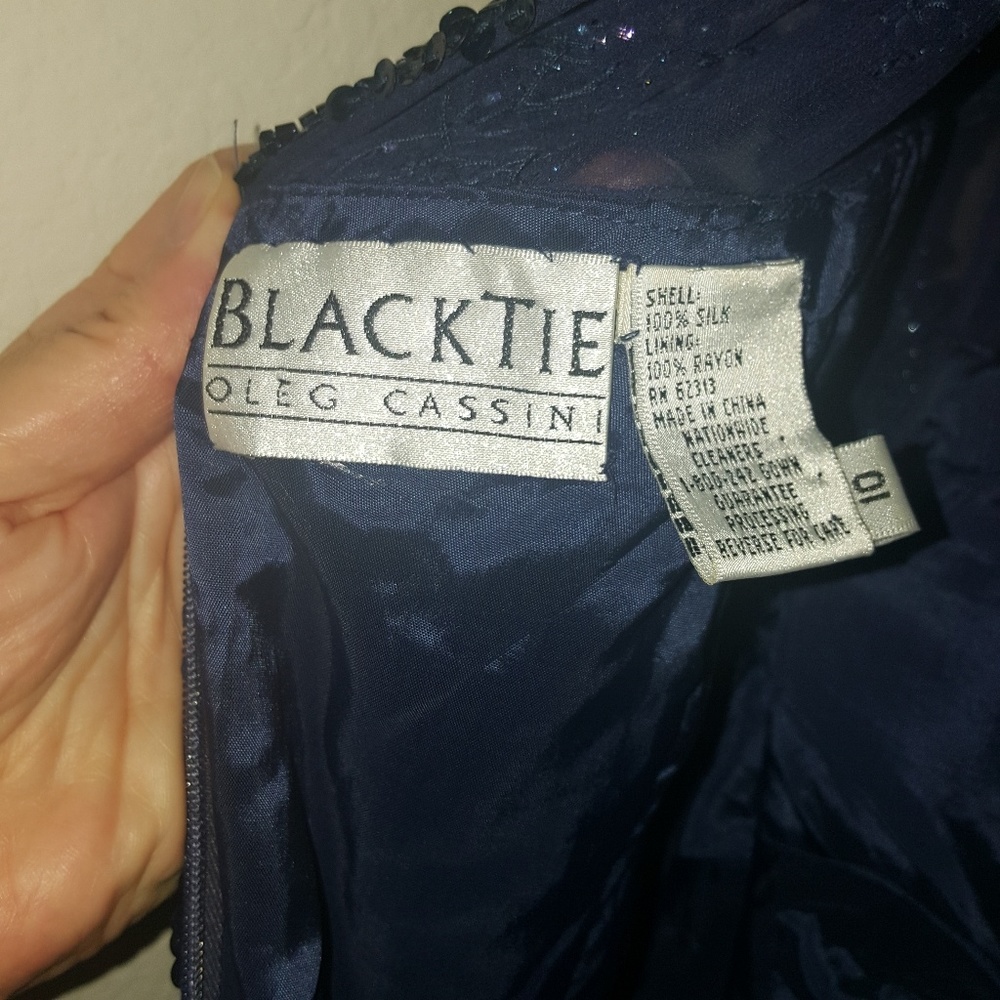 BLACKTIE
OLEG CASSINI
SHELL:
100% SILK
LINING:
100% RAYON
RN 62313
MADE IN CHINA
NATIONWIDE
CLEANERS
1-800-242 GOWN
GUARANTEE
PROCESSING
REVERSE FOR CARE
10